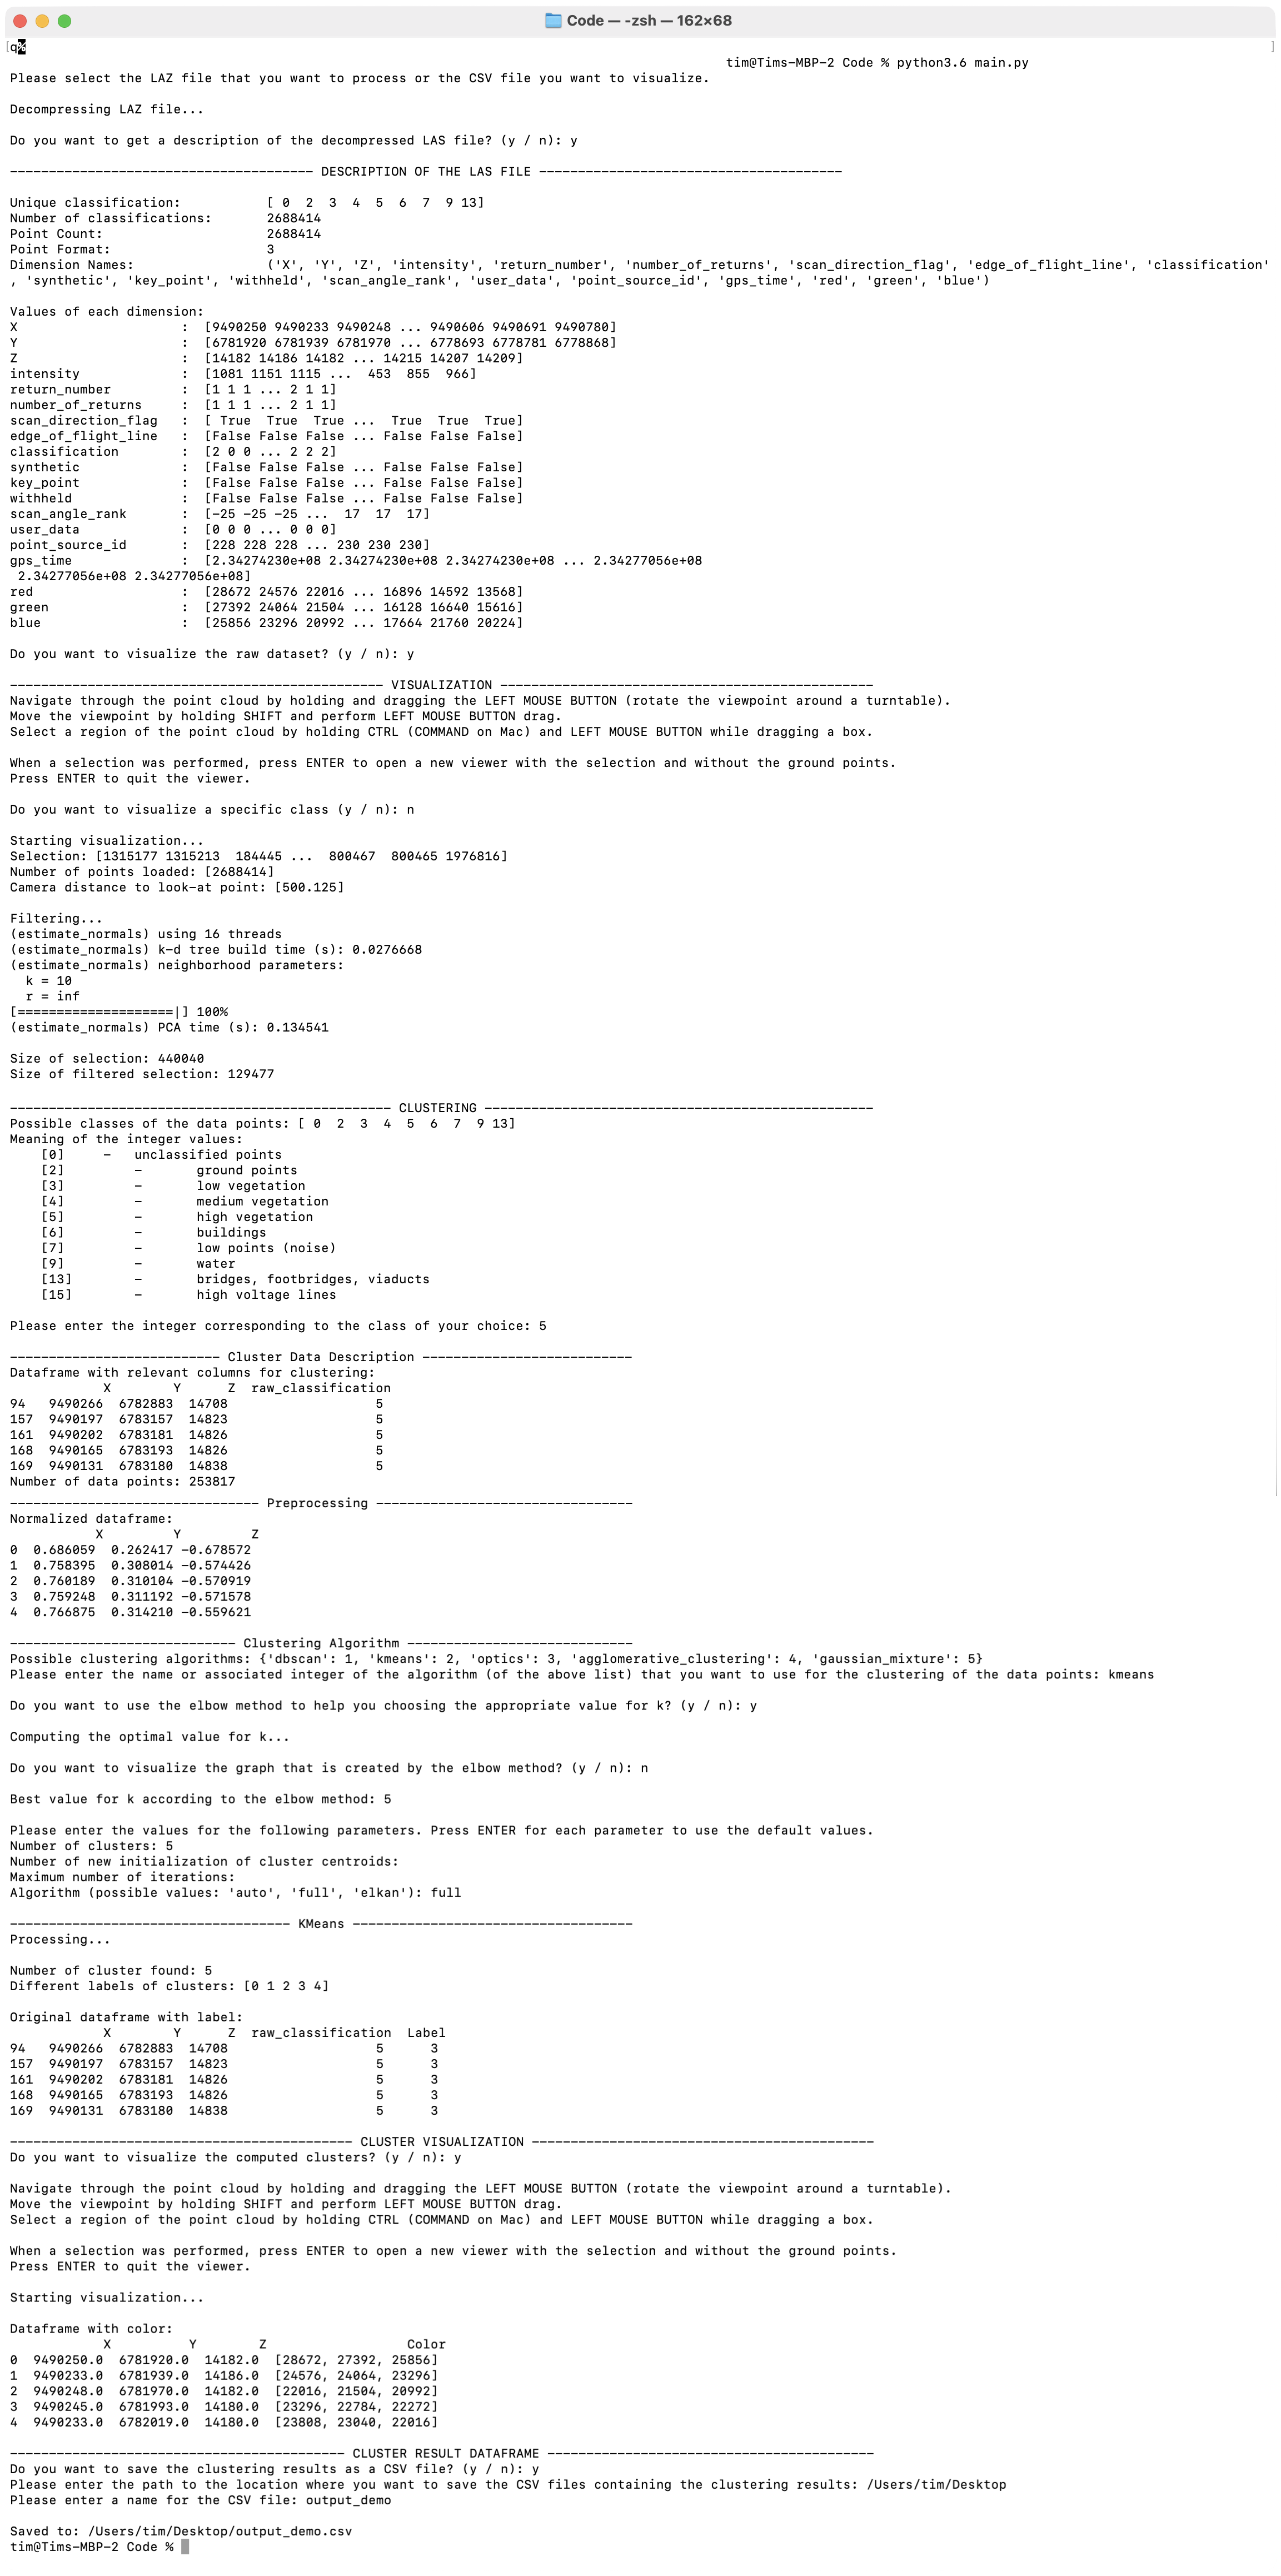 Code — -zsh — 162×68
[q%
]
tim@Tims-MBP-2 Code % python3.6 main.py
Please select the LAZ file that you want to process or the CSV file you want to visualize.
Decompressing LAZ file...
Do you want to get a description of the decompressed LAS file? (y / n): y
--------------------------------------- DESCRIPTION OF THE LAS FILE ---------------------------------------
Unique classification:           [ 0  2  3  4  5  6  7  9 13]
Number of classifications:       2688414
Point Count:                     2688414
Point Format:                    3
Dimension Names:                 ('X', 'Y', 'Z', 'intensity', 'return_number', 'number_of_returns', 'scan_direction_flag', 'edge_of_flight_line', 'classification'
, 'synthetic', 'key_point', 'withheld', 'scan_angle_rank', 'user_data', 'point_source_id', 'gps_time', 'red', 'green', 'blue')
Values of each dimension:
X                     :  [9490250 9490233 9490248 ... 9490606 9490691 9490780]
Y                     :  [6781920 6781939 6781970 ... 6778693 6778781 6778868]
Z                     :  [14182 14186 14182 ... 14215 14207 14209]
intensity             :  [1081 1151 1115 ...  453  855  966]
return_number         :  [1 1 1 ... 2 1 1]
number_of_returns     :  [1 1 1 ... 2 1 1]
scan_direction_flag   :  [ True  True  True ...  True  True  True]
edge_of_flight_line   :  [False False False ... False False False]
classification        :  [2 0 0 ... 2 2 2]
synthetic             :  [False False False ... False False False]
key_point             :  [False False False ... False False False]
withheld              :  [False False False ... False False False]
scan_angle_rank       :  [-25 -25 -25 ...  17  17  17]
user_data             :  [0 0 0 ... 0 0 0]
point_source_id       :  [228 228 228 ... 230 230 230]
gps_time              :  [2.34274230e+08 2.34274230e+08 2.34274230e+08 ... 2.34277056e+08
 2.34277056e+08 2.34277056e+08]
red                   :  [28672 24576 22016 ... 16896 14592 13568]
green                 :  [27392 24064 21504 ... 16128 16640 15616]
blue                  :  [25856 23296 20992 ... 17664 21760 20224]
Do you want to visualize the raw dataset? (y / n): y
------------------------------------------------ VISUALIZATION ------------------------------------------------
Navigate through the point cloud by holding and dragging the LEFT MOUSE BUTTON (rotate the viewpoint around a turntable).
Move the viewpoint by holding SHIFT and perform LEFT MOUSE BUTTON drag.
Select a region of the point cloud by holding CTRL (COMMAND on Mac) and LEFT MOUSE BUTTON while dragging a box.
When a selection was performed, press ENTER to open a new viewer with the selection and without the ground points.
Press ENTER to quit the viewer.
Do you want to visualize a specific class (y / n): n
Starting visualization...
Selection: [1315177 1315213  184445 ...  800467  800465 1976816]
Number of points loaded: [2688414]
Camera distance to look-at point: [500.125]
Filtering...
(estimate_normals) using 16 threads
(estimate_normals) k-d tree build time (s): 0.0276668
(estimate_normals) neighborhood parameters:
  k = 10
  r = inf
[====================|] 100%
(estimate_normals) PCA time (s): 0.134541
Size of selection: 440040
Size of filtered selection: 129477
------------------------------------------------- CLUSTERING --------------------------------------------------
Possible classes of the data points: [ 0  2  3  4  5  6  7  9 13]
Meaning of the integer values:
    [0]     -   unclassified points
    [2]         -       ground points
    [3]         -       low vegetation
    [4]         -       medium vegetation
    [5]         -       high vegetation
    [6]         -       buildings
    [7]         -       low points (noise)
    [9]         -       water
    [13]        -       bridges, footbridges, viaducts
    [15]        -       high voltage lines
Please enter the integer corresponding to the class of your choice: 5
--------------------------- Cluster Data Description ---------------------------
Dataframe with relevant columns for clustering:
            X        Y      Z  raw_classification
94   9490266  6782883  14708                   5
157  9490197  6783157  14823                   5
161  9490202  6783181  14826                   5
168  9490165  6783193  14826                   5
169  9490131  6783180  14838                   5
Number of data points: 253817
-------------------------------- Preprocessing ---------------------------------
Normalized dataframe:
           X         Y         Z
0  0.686059  0.262417 -0.678572
1  0.758395  0.308014 -0.574426
2  0.760189  0.310104 -0.570919
3  0.759248  0.311192 -0.571578
4  0.766875  0.314210 -0.559621
----------------------------- Clustering Algorithm -----------------------------
Possible clustering algorithms: {'dbscan': 1, 'kmeans': 2, 'optics': 3, 'agglomerative_clustering': 4, 'gaussian_mixture': 5}
Please enter the name or associated integer of the algorithm (of the above list) that you want to use for the clustering of the data points: kmeans
Do you want to use the elbow method to help you choosing the appropriate value for k? (y / n): y
Computing the optimal value for k...
Do you want to visualize the graph that is created by the elbow method? (y / n): n
Best value for k according to the elbow method: 5
Please enter the values for the following parameters. Press ENTER for each parameter to use the default values.
Number of clusters: 5
Number of new initialization of cluster centroids:
Maximum number of iterations:
Algorithm (possible values: 'auto', 'full', 'elkan'): full
------------------------------------ KMeans ------------------------------------
Processing...
Number of cluster found: 5
Different labels of clusters: [0 1 2 3 4]
Original dataframe with label:
            X        Y      Z  raw_classification  Label
94   9490266  6782883  14708                   5      3
157  9490197  6783157  14823                   5      3
161  9490202  6783181  14826                   5      3
168  9490165  6783193  14826                   5      3
169  9490131  6783180  14838                   5      3
-------------------------------------------- CLUSTER VISUALIZATION --------------------------------------------
Do you want to visualize the computed clusters? (y / n): y
Navigate through the point cloud by holding and dragging the LEFT MOUSE BUTTON (rotate the viewpoint around a turntable).
Move the viewpoint by holding SHIFT and perform LEFT MOUSE BUTTON drag.
Select a region of the point cloud by holding CTRL (COMMAND on Mac) and LEFT MOUSE BUTTON while dragging a box.
When a selection was performed, press ENTER to open a new viewer with the selection and without the ground points.
Press ENTER to quit the viewer.
Starting visualization...
Dataframe with color:
            X          Y        Z                  Color
0  9490250.0  6781920.0  14182.0  [28672, 27392, 25856]
1  9490233.0  6781939.0  14186.0  [24576, 24064, 23296]
2  9490248.0  6781970.0  14182.0  [22016, 21504, 20992]
3  9490245.0  6781993.0  14180.0  [23296, 22784, 22272]
4  9490233.0  6782019.0  14180.0  [23808, 23040, 22016]
------------------------------------------- CLUSTER RESULT DATAFRAME ------------------------------------------
Do you want to save the clustering results as a CSV file? (y / n): y
Please enter the path to the location where you want to save the CSV files containing the clustering results: /Users/tim/Desktop
Please enter a name for the CSV file: output_demo
Saved to: /Users/tim/Desktop/output_demo.csv
tim@Tims-MBP-2 Code %